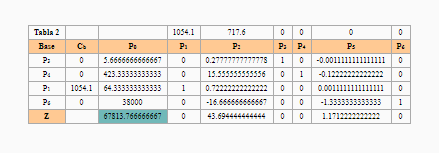 Tabla 2 1054.1 717.6 0 0 0 0
Base Cb P0 P1 P2 P3 P4 P5 P6
P3 0 5.6666666666667 0 0.27777777777778 1 0 -0.0011111111111111 0
P4 0 423.33333333333 0 15.555555555556 0 1 -0.12222222222222 0
P1 1054.1 64.333333333333 1 0.72222222222222 0 0 0.0011111111111111 0
P6 0 38000 0 -16.666666666667 0 0 -1.3333333333333 1
Z 67813.766666667 0 43.694444444444 0 0 1.1712222222222 0